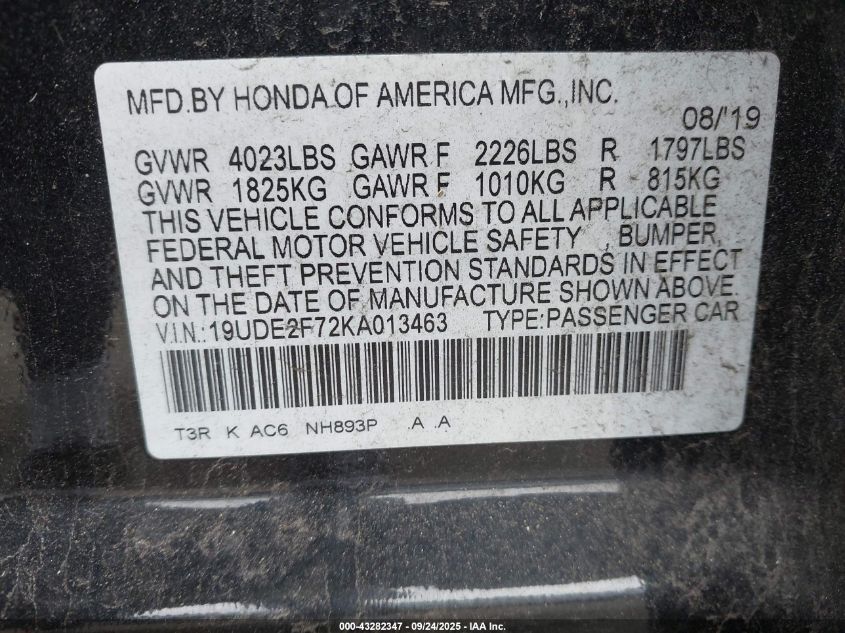 MFD.BY HONDA OF AMERICA MFG.,INC.
08/'19
GVWR 4023LBS GAWR F 2226LBS R 1797LBS
GVWR 1825KG GAWR F 1010KG R 815KG
THIS VEHICLE CONFORMS TO ALL APPLICABLE
FEDERAL MOTOR VEHICLE SAFETY , BUMPER,
AND THEFT PREVENTION STANDARDS IN EFFECT
ON THE DATE OF MANUFACTURE SHOWN ABOVE
V.I.N.: 19UDE2F72KA013463 TYPE:PASSENGER CAR
T3R K AC6 NH893P .A .A
000-43282347 - 09/24/2025 - IAA Inc.